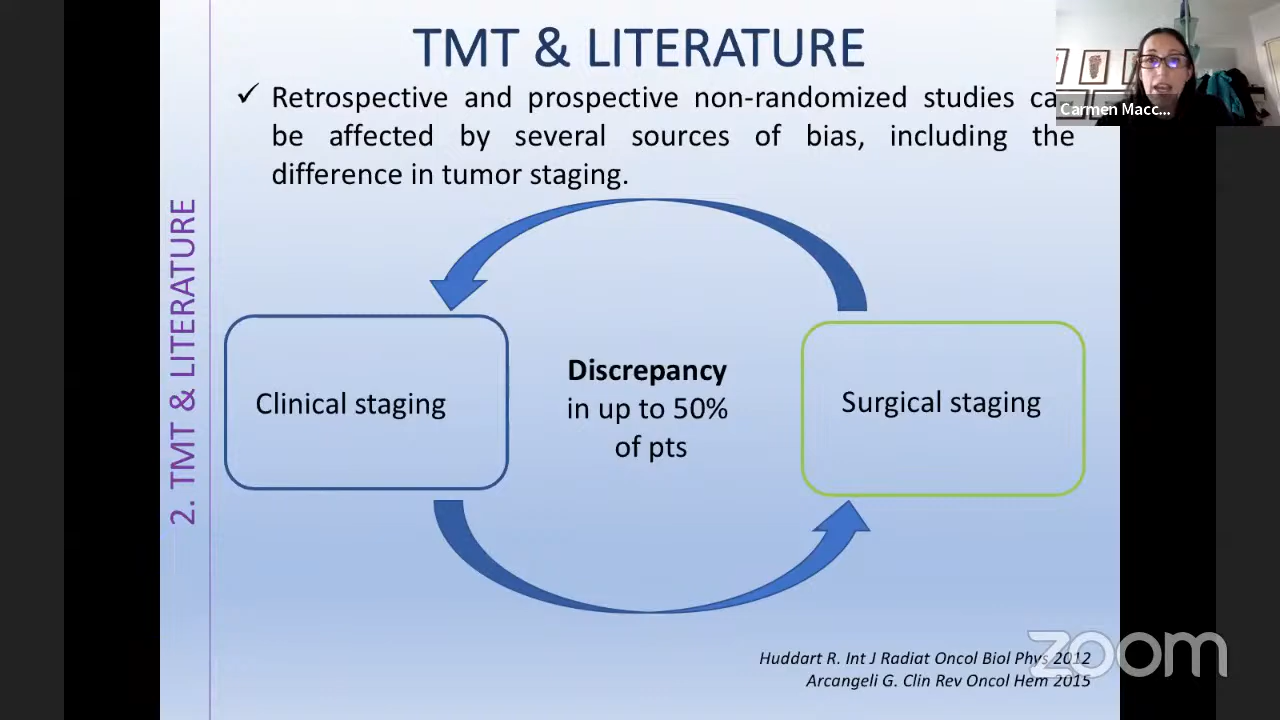 TMT & LITERATURE
✓ Retrospective and prospective non-randomized studies ca
be affected by several sources of bias, including the
difference in tumor staging.
Carmen Macc...
2. TMT & LITERATURE
Clinical staging
Discrepancy
in up to 50%
of pts
Surgical staging
Huddart R. Int J Radiat Oncol Biol Phys 2012
Arcangeli G. Clin Rev Oncol Hem 2015
zoom